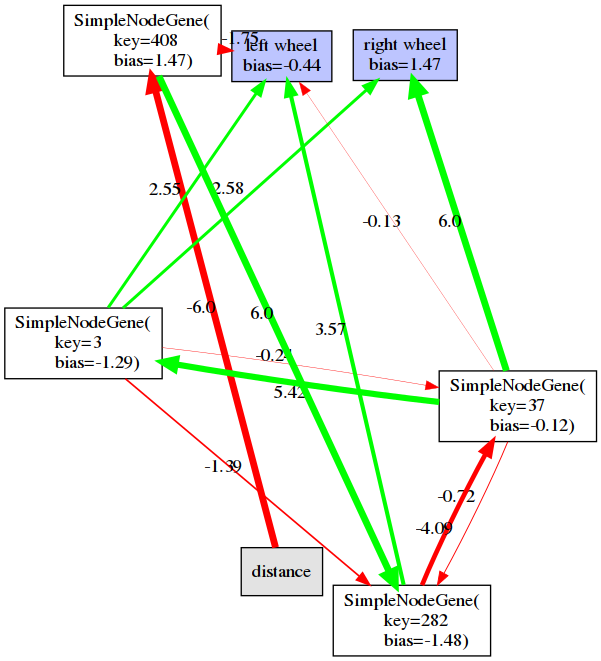 SimpleNodeGene(
key=408
bias=1.47)
-1.75
left wheel
bias=-0.44
right wheel
bias=1.47
2.55
2.58
-0.13
6.0
-6.0
6.0
3.57
SimpleNodeGene(
key=3
bias=-1.29)
5.42
SimpleNodeGene(
key=37
bias=-0.12)
-1.39
-0.72
-4.09
distance
SimpleNodeGene(
key=282
bias=-1.48)